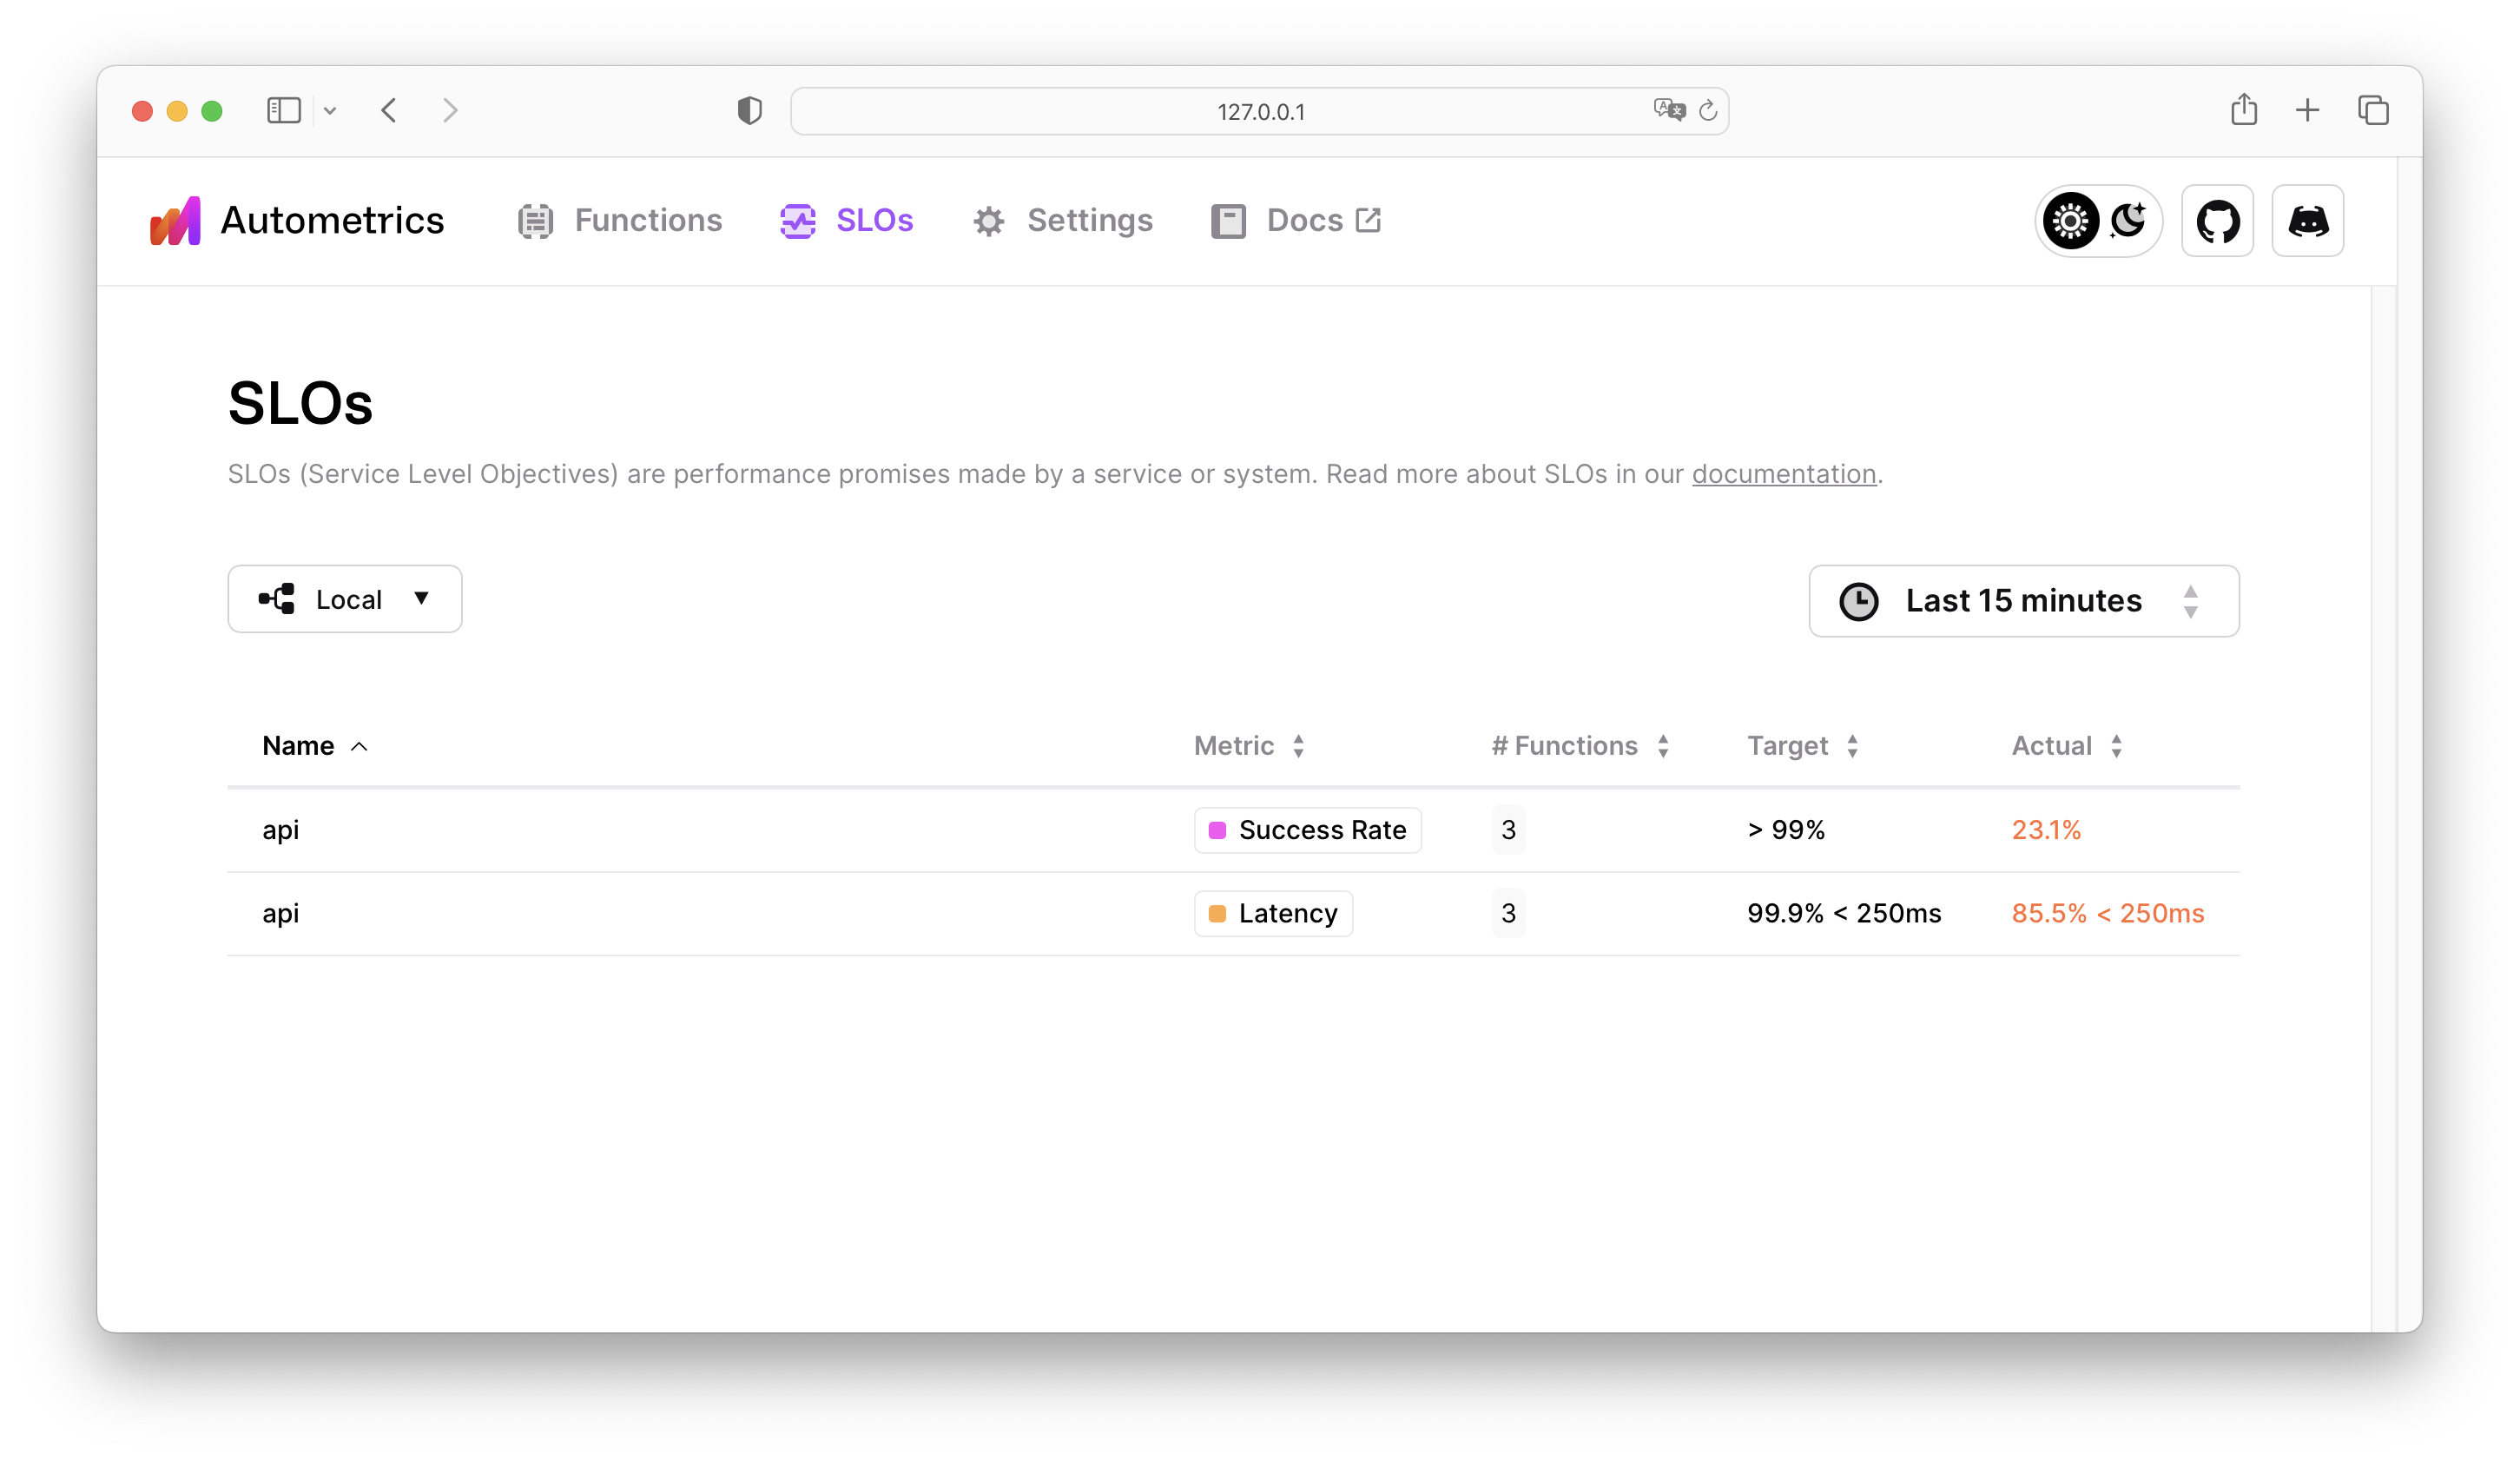 127.0.0.1
Autometrics Functions SLOs Settings Docs
SLOs
SLOs (Service Level Objectives) are performance promises made by a service or system. Read more about SLOs in our documentation.
Local Last 15 minutes
Name Metric # Functions Target Actual
api Success Rate 3 > 99% 23.1%
api Latency 3 99.9% < 250ms 85.5% < 250ms